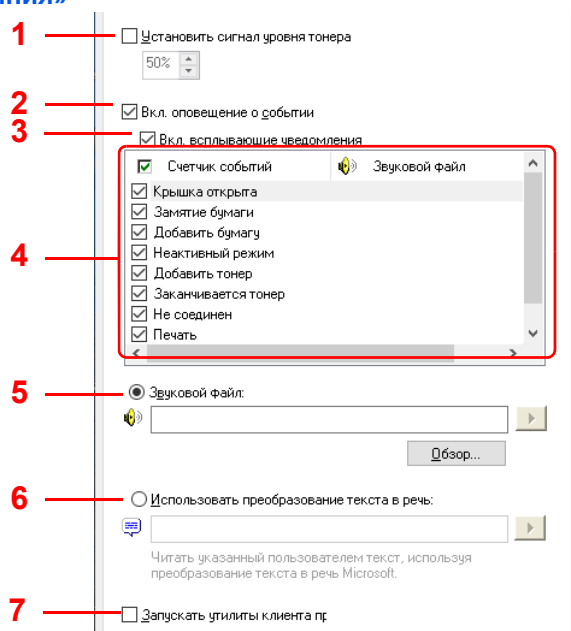 ания»
1 Установить сигнал уровня тонера
50%
2 Вкл. оповещение о событии
3 Вкл. всплывающие уведомления
Счетчик событий Звуковой файл
Крышка открыта
Замятие бумаги
Добавить бумагу
4 Неактивный режим
Добавить тонер
Заканчивается тонер
Не соединен
Печать
5 Звуковой файл:
Обзор...
6 Использовать преобразование текста в речь:
Читать указанный пользователем текст, используя
преобразование текста в речь Microsoft.
7 Запускать утилиты клиента пр